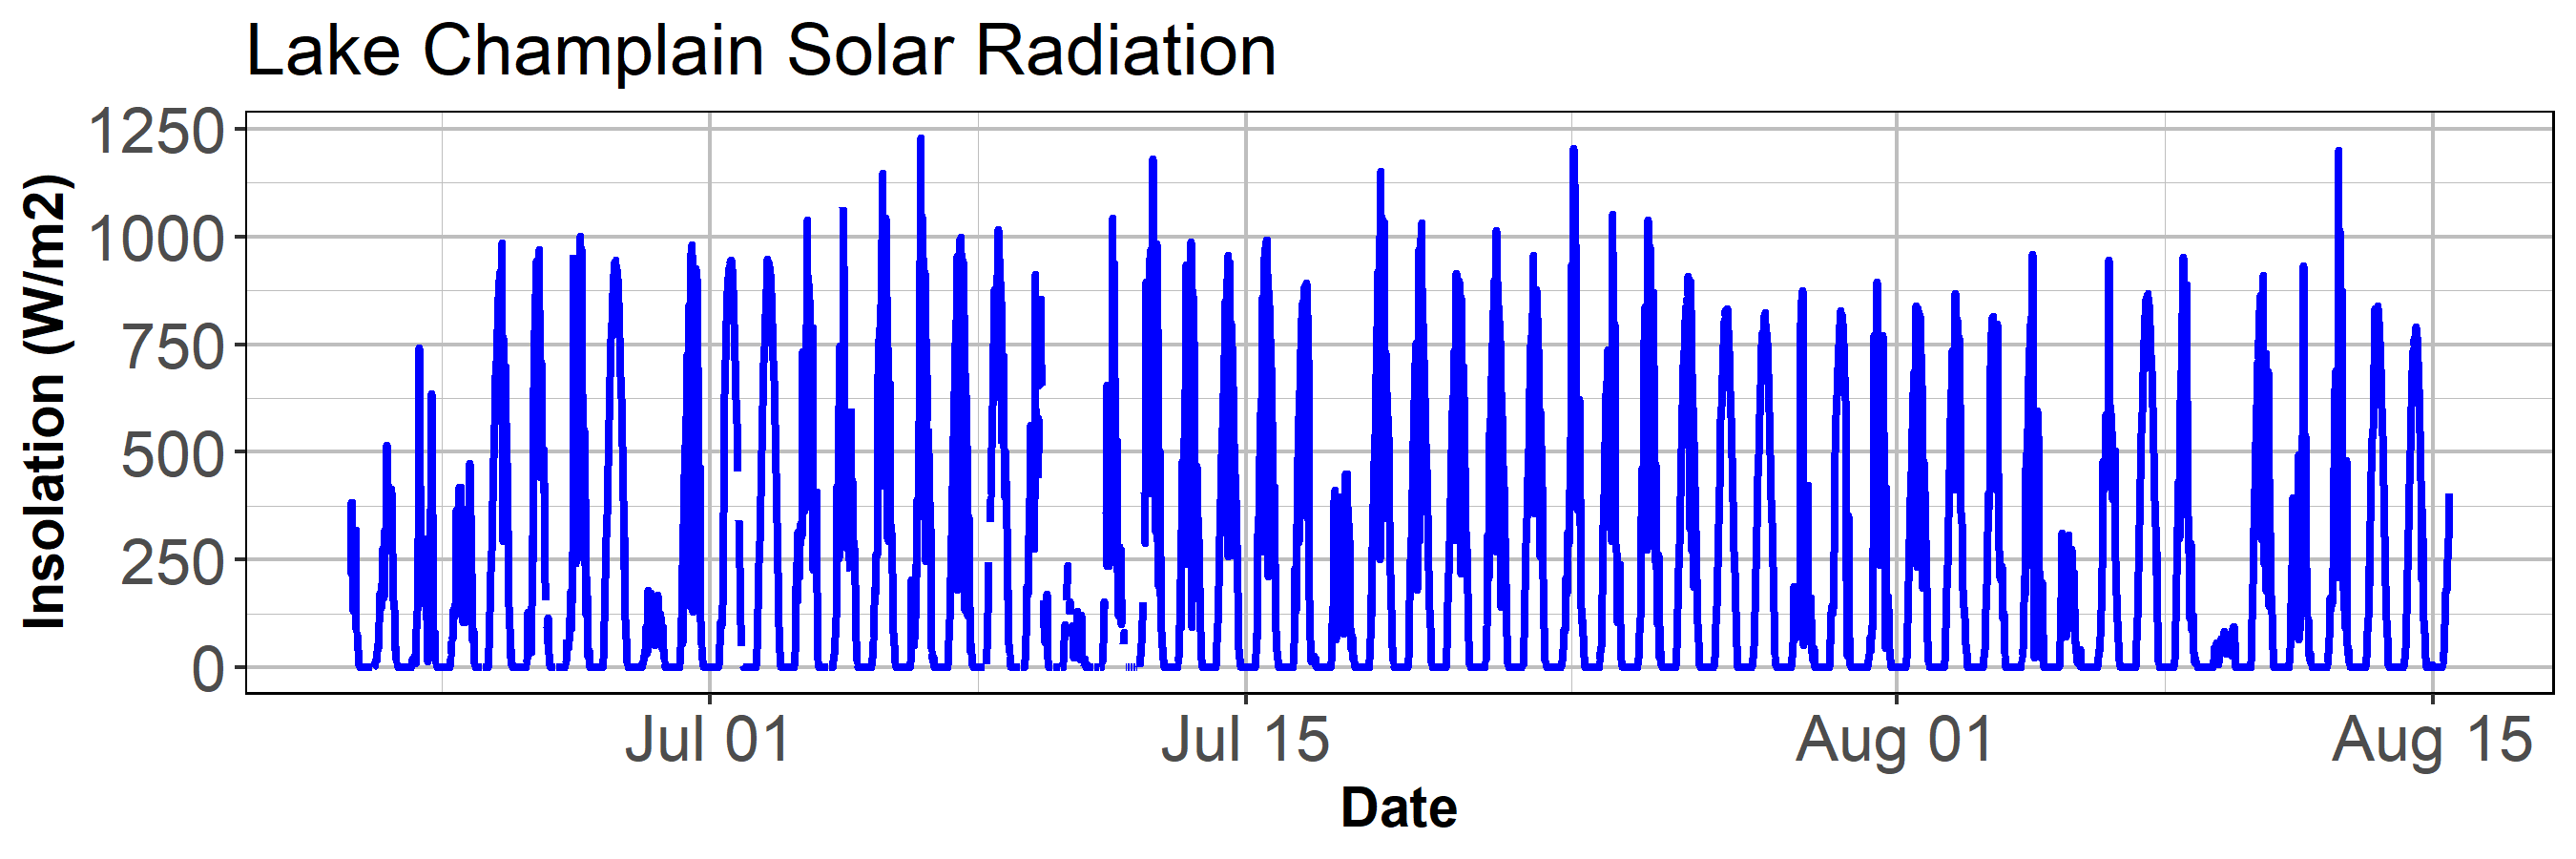 Lake Champlain Solar Radiation
1250
1000
750
500
250
0
Insolation (W/m2)
Jul 01
Jul 15
Aug 01
Aug 15
Date